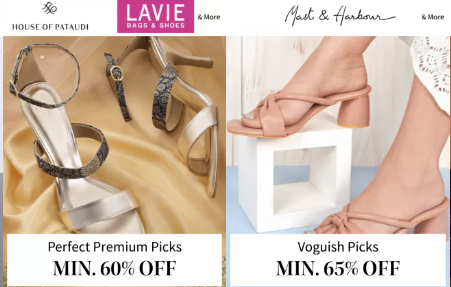 HOUSE OF PATAUDI
LAVIE
BAGS & SHOES
& More
Mast & Harbour
& More
Perfect Premium Picks
MIN. 60% OFF
Voguish Picks
MIN. 65% OFF